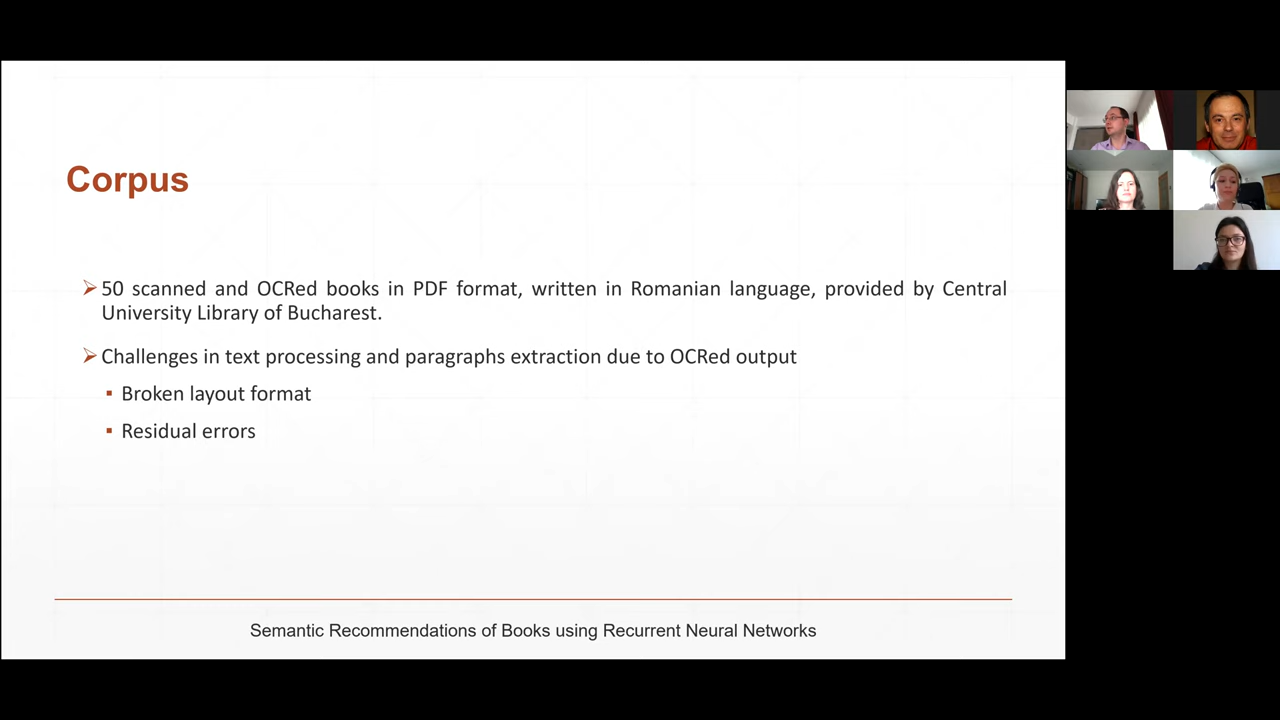 Corpus
50 scanned and OCRed books in PDF format, written in Romanian language, provided by Central
University Library of Bucharest.
Challenges in text processing and paragraphs extraction due to OCRed output
Broken layout format
Residual errors
Semantic Recommendations of Books using Recurrent Neural Networks